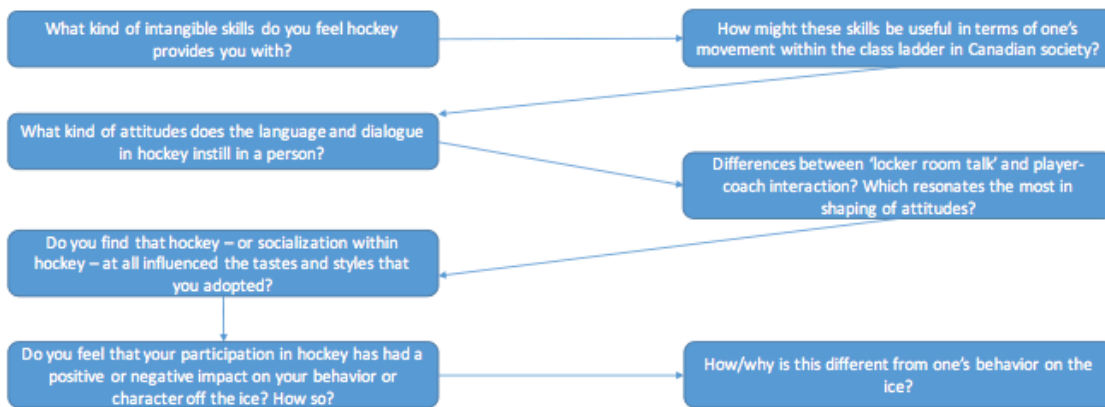 What kind of intangible skills do you feel hockey
provides you with?
How might these skills be useful in terms of one's
movement within the class ladder in Canadian society?
What kind of attitudes does the language and dialogue
in hockey instill in a person?
Differences between 'locker room talk' and player-
coach interaction? Which resonates the most in
shaping of attitudes?
Do you find that hockey – or socialization within
hockey – at all influenced the tastes and styles that
you adopted?
Do you feel that your participation in hockey has had a
positive or negative impact on your behavior or
character off the ice? How so?
How/why is this different from one's behavior on the
ice?